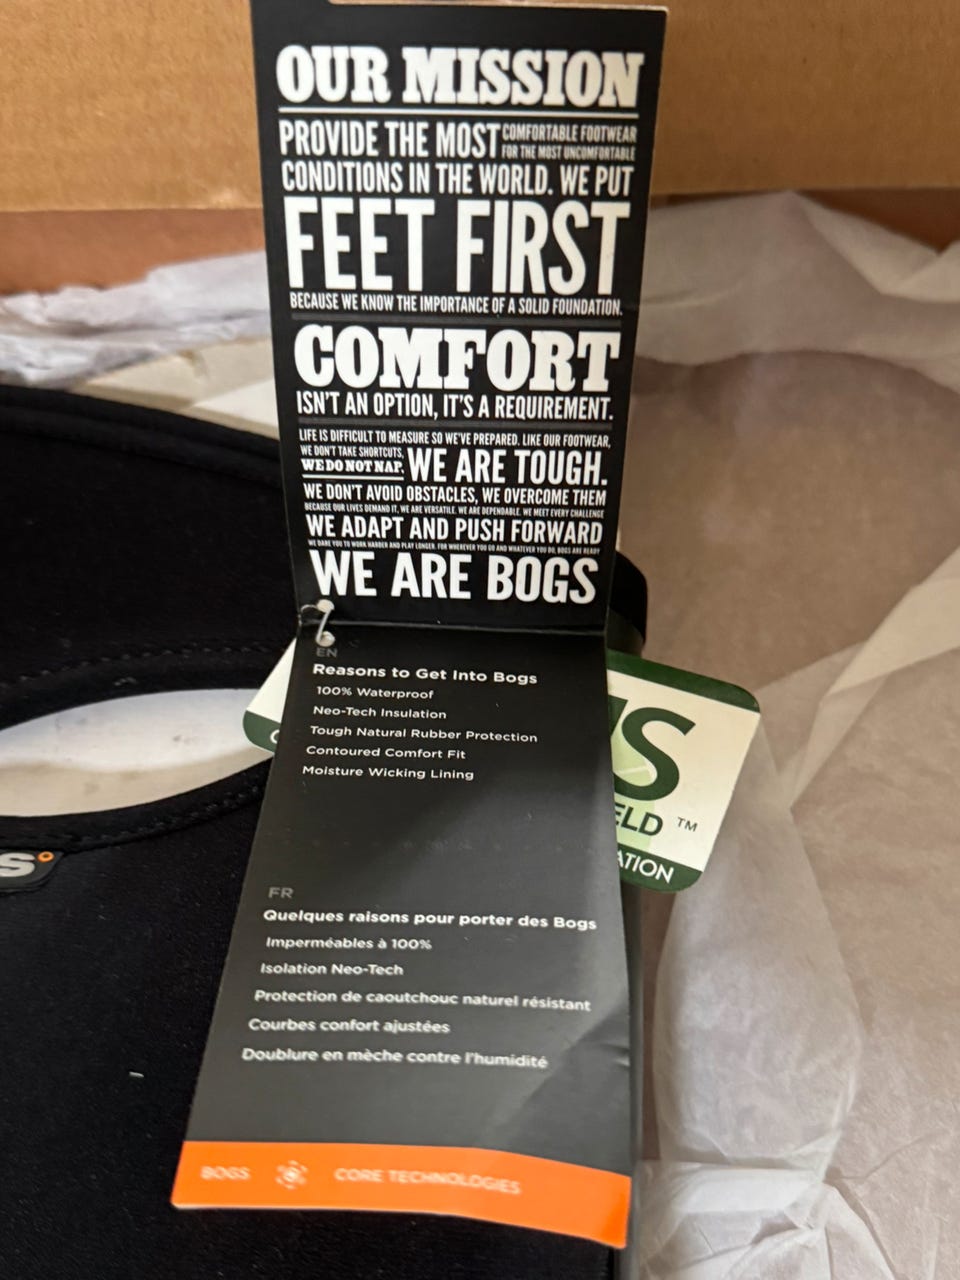 OUR MISSION
PROVIDE THE MOST COMFORTABLE FOOTWEAR
FOR THE MOST UNCOMFORTABLE
CONDITIONS IN THE WORLD. WE PUT
FEET FIRST
BECAUSE WE KNOW THE IMPORTANCE OF A SOLID FOUNDATION.
COMFORT
ISN'T AN OPTION, IT'S A REQUIREMENT.
LIFE IS DIFFICULT TO MEASURE SO WE'VE PREPARED. LIKE OUR FOOTWEAR,
WE DON'T TAKE SHORTCUTS,
WE DO NOT NAP. WE ARE TOUGH.
WE DON'T AVOID OBSTACLES, WE OVERCOME THEM
BECAUSE OUR LIVES DEMAND IT, WE ARE VERSATILE. WE ARE DEPENDABLE. WE MEET EVERY CHALLENGE
WE ADAPT AND PUSH FORWARD
WE DARE YOU TO WORK HARDER AND PLAY LONGER. FOR WHEREVER YOU GO AND WHATEVER YOU DO, BOGS ARE READY
WE ARE BOGS
EN
Reasons to Get Into Bogs
100% Waterproof
Neo-Tech Insulation
Tough Natural Rubber Protection
Contoured Comfort Fit
Moisture Wicking Lining
FR
Quelques raisons pour porter des Bogs
Imperméables à 100%
Isolation Neo-Tech
Protection de caoutchouc naturel résistant
Courbes confort ajustées
Doublure en mèche contre l'humidité
BOGS CORE TECHNOLOGIES
S
ELD ™
ATION
S